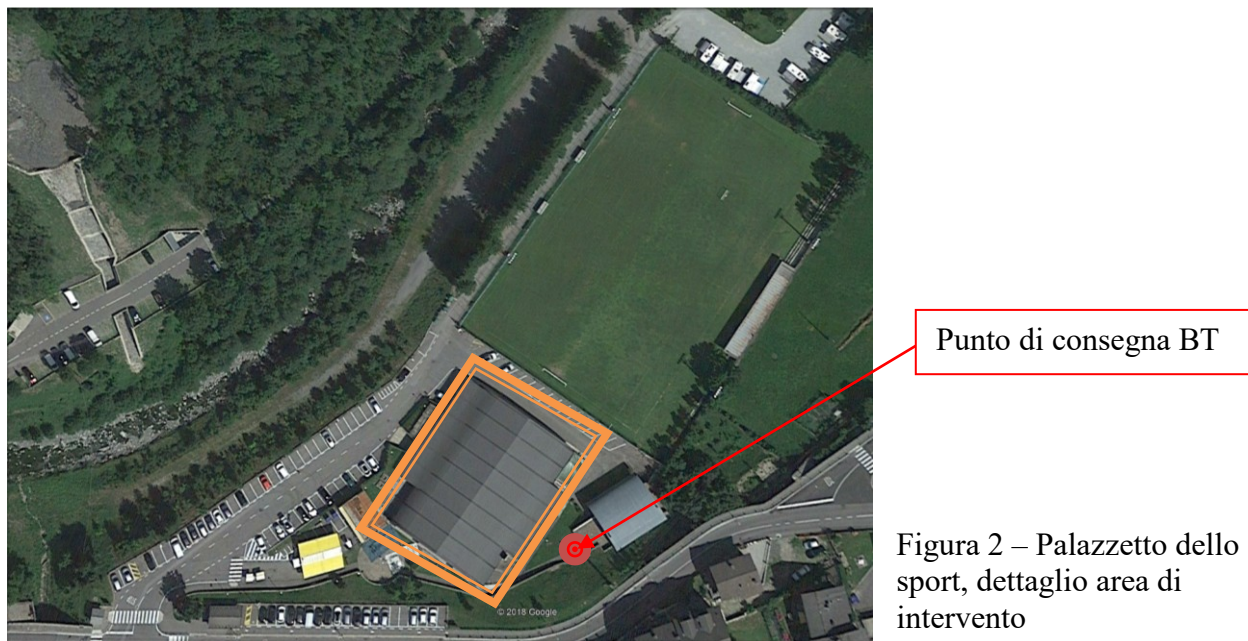 Punto di consegna BT
Figura 2 – Palazzetto dello
sport, dettaglio area di
intervento
© 2018 Google